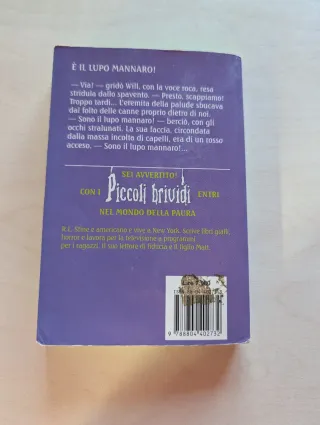 È IL LUPO MANNARO!
— Via! — gridò Will, con la voce roca, resa
stridula dallo spavento. — Presto, scappiamo!
Troppo tardi... L'eremita della palude sbucava
dal folto delle canne proprio dietro di noi.
— Sono il lupo mannaro! — berciò, con gli
occhi stralunati. La sua faccia, circondata
dalla massa incolta di capelli, era di un rosso
acceso. — Sono il lupo mannaro!...
SEI AVVERTITO!
CON I Piccoli brividi ENTRI
NEL MONDO DELLA PAURA
R.L. Stine è americano e vive a New York. Scrive libri gialli,
horror e lavora per la televisione a programmi
per i ragazzi. Il suo lettore di fiducia è il figlio Matt.
9 788804 402732